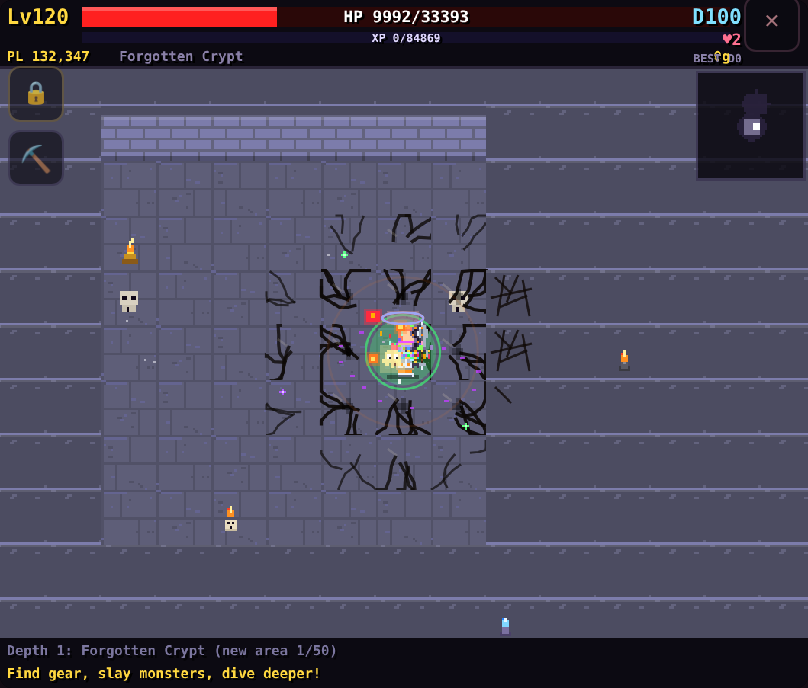 Lv120
HP 9992/33393
D100
×
XP 0/84869
♥2
PL 132,347
Forgotten Crypt
0g
Depth 1: Forgotten Crypt (new area 1/50)
Find gear, slay monsters, dive deeper!